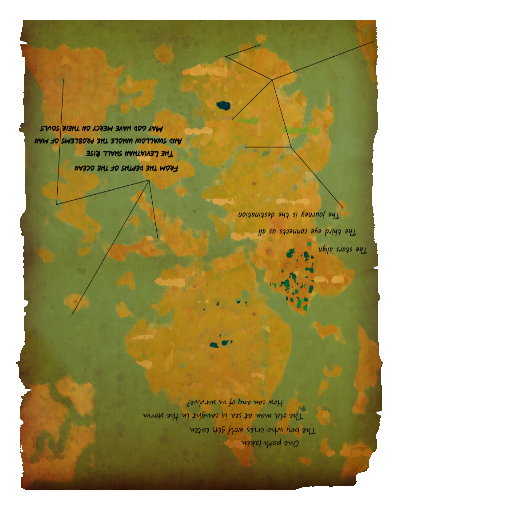 One path taken
The boy who cries wolf gets eaten
The old man at sea is caught in the storm
How can any of us survive?
The stars align
The third eye connects us all
The journey is the destination
FROM THE DEPTHS OF THE OCEAN
THE LEVIATHAN SHALL RISE
AND SWALLOW WHOLE THE PROBLEMS OF MAN
MAY GOD HAVE MERCY ON THEIR SOULS